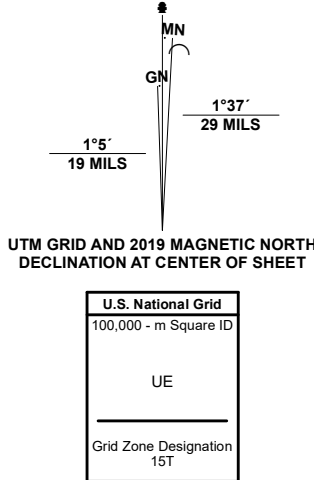 MN
GN
1°37´
29 MILS
1°5´
19 MILS
UTM GRID AND 2019 MAGNETIC NORTH
DECLINATION AT CENTER OF SHEET
U.S. National Grid
100,000 - m Square ID
UE
Grid Zone Designation
15T